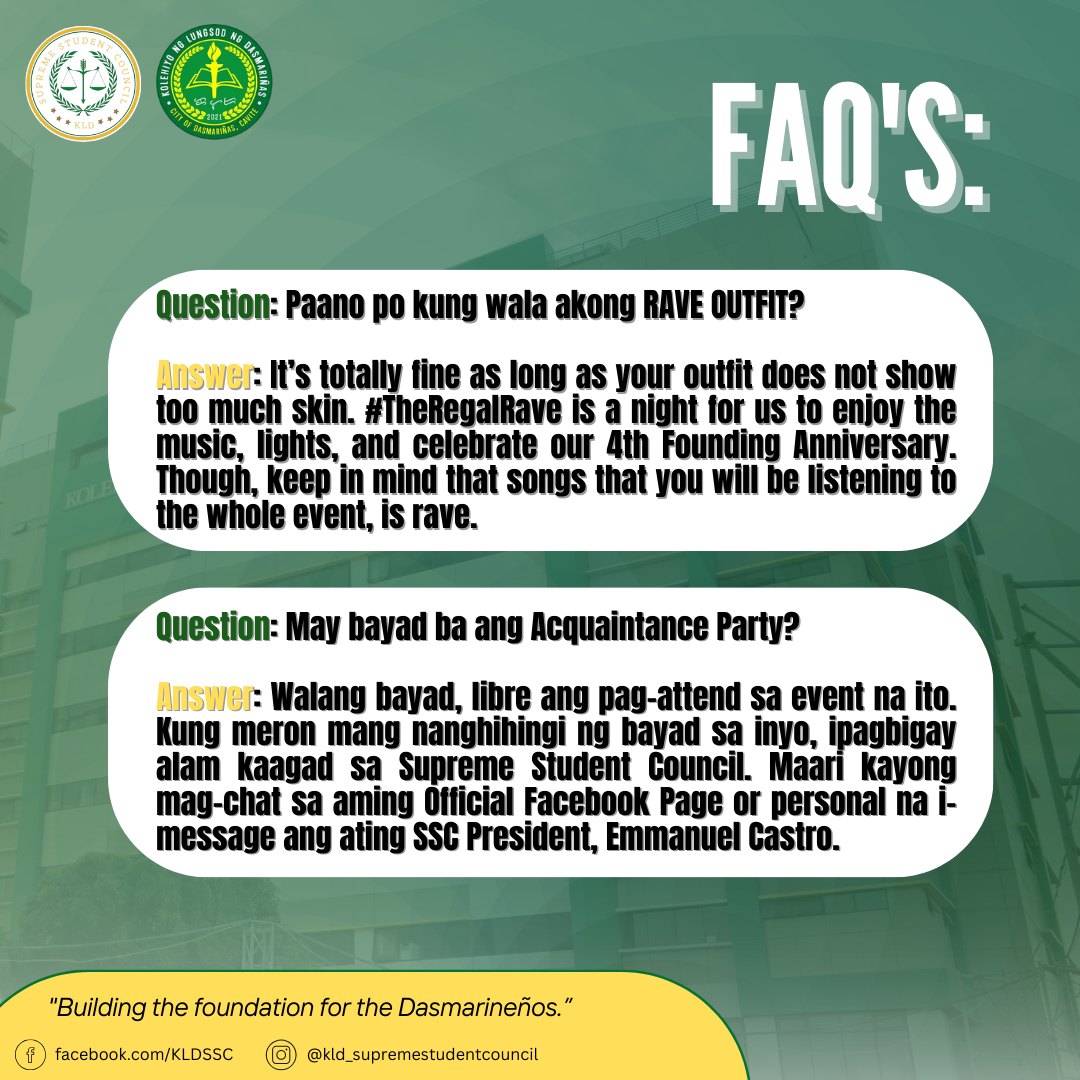 SUPREME STUDENT COUNCIL
KLD
KOLEHIYO NG LUNGSOD NG DASMARIÑAS
2021
CITY OF DASMARIÑAS, CAVITE
FAQ'S:
Question: Paano po kung wala akong RAVE OUTFIT?
Answer: It’s totally fine as long as your outfit does not show
too much skin. #TheRegalRave is a night for us to enjoy the
music, lights, and celebrate our 4th Founding Anniversary.
Though, keep in mind that songs that you will be listening to
the whole event, is rave.
KOLE
Question: May bayad ba ang Acquaintance Party?
Answer: Walang bayad, libre ang pag-attend sa event na ito.
Kung meron mang nanghihingi ng bayad sa inyo, ipagbigay
alam kaagad sa Supreme Student Council. Maari kayong
mag-chat sa aming Official Facebook Page or personal na i-
message ang ating SSC President, Emmanuel Castro.
"Building the foundation for the Dasmarineños.”
facebook.com/KLDSSC
@kld_supremestudentcouncil